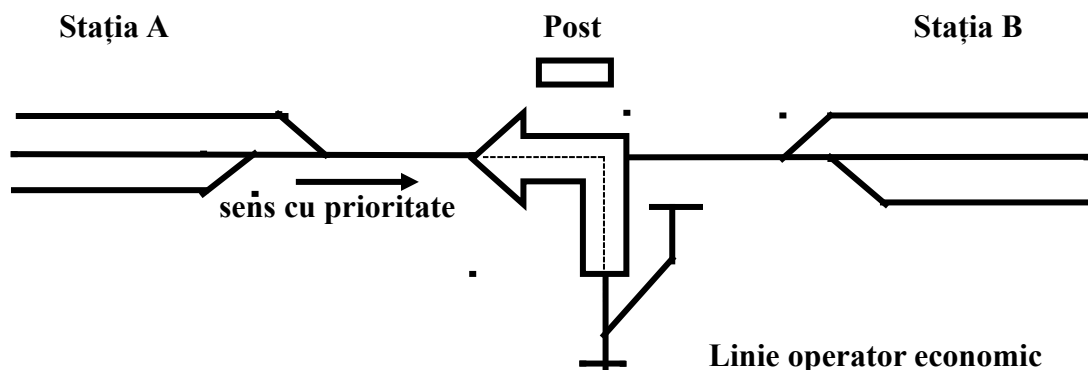 Stația A
Post
Stația B
sens cu prioritate
Linie operator economic